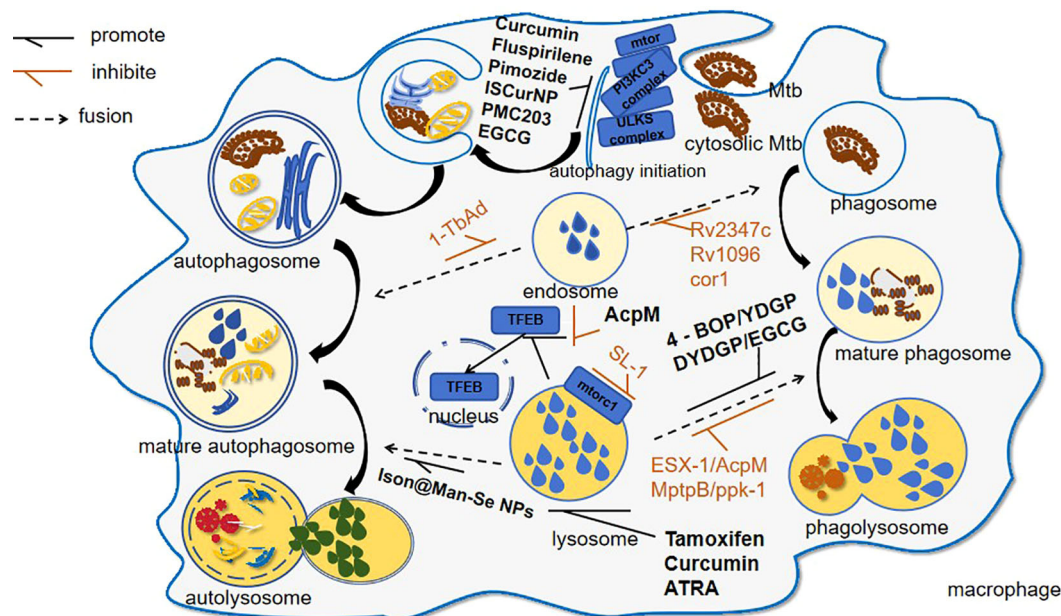 promote
inhibite
fusion
Curcumin
Fluspirilene
Pimozide
ISCurNP
PMC203
EGCG
mtor
PI3KC3
complex
ULKS
complex
autophagy initiation
Mtb
cytosolic Mtb
phagosome
autophagosome
1-TbAd
endosome
Rv2347c
Rv1096
cor1
TFEB
AcpM
4 - BOP/YDGP
DYDGP/EGCG
mature phagosome
TFEB
nucleus
SL-1
mtorc1
mature autophagosome
ESX-1/AcpM
MptpB/ppk-1
Ison@Man-Se NPs
lysosome
phagolysosome
Tamoxifen
Curcumin
ATRA
autolysosome
macrophage